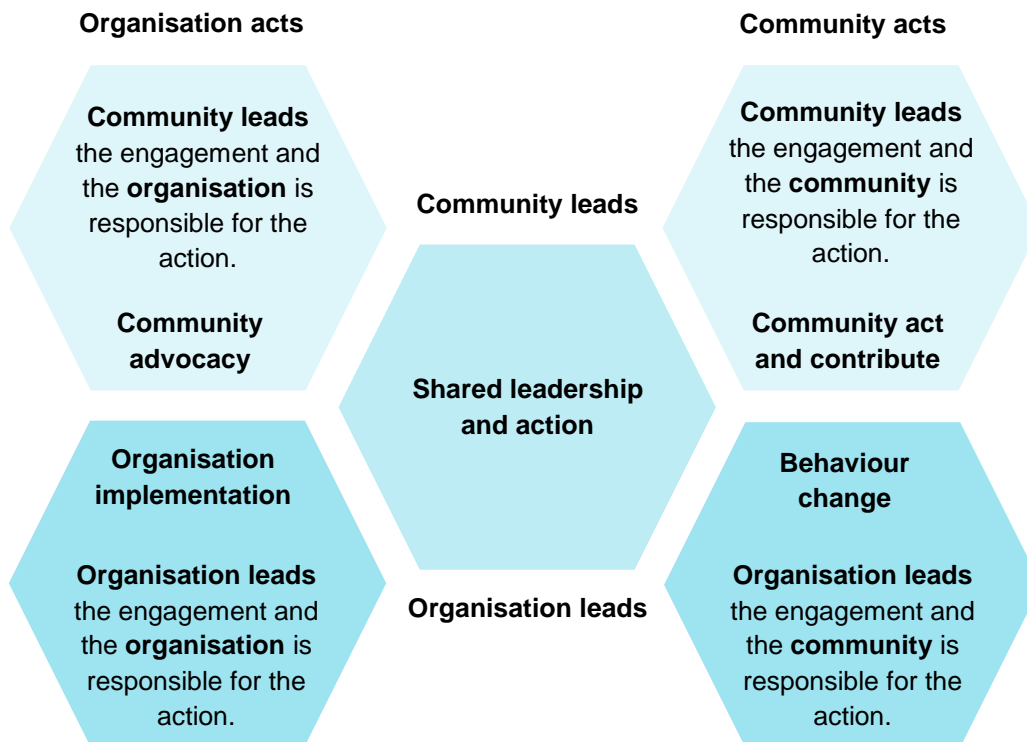 Organisation acts
Community acts
Community leads
the engagement and
the organisation is
responsible for the
action.
Community
advocacy
Community leads
the engagement and
the community is
responsible for the
action.
Community act
and contribute
Community leads
Shared leadership
and action
Organisation leads
Organisation
implementation
Organisation leads
the engagement and
the organisation is
responsible for the
action.
Behaviour
change
Organisation leads
the engagement and
the community is
responsible for the
action.